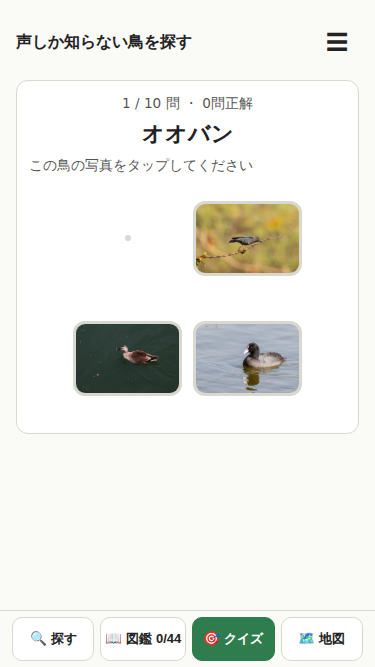 声しか知らない鳥を探す
☰
1 / 10 問 · 0問正解
オオバン
この鳥の写真をタップしてください
🔍 探す
📖 図鑑 0/44
🎯 クイズ
🗺️ 地図